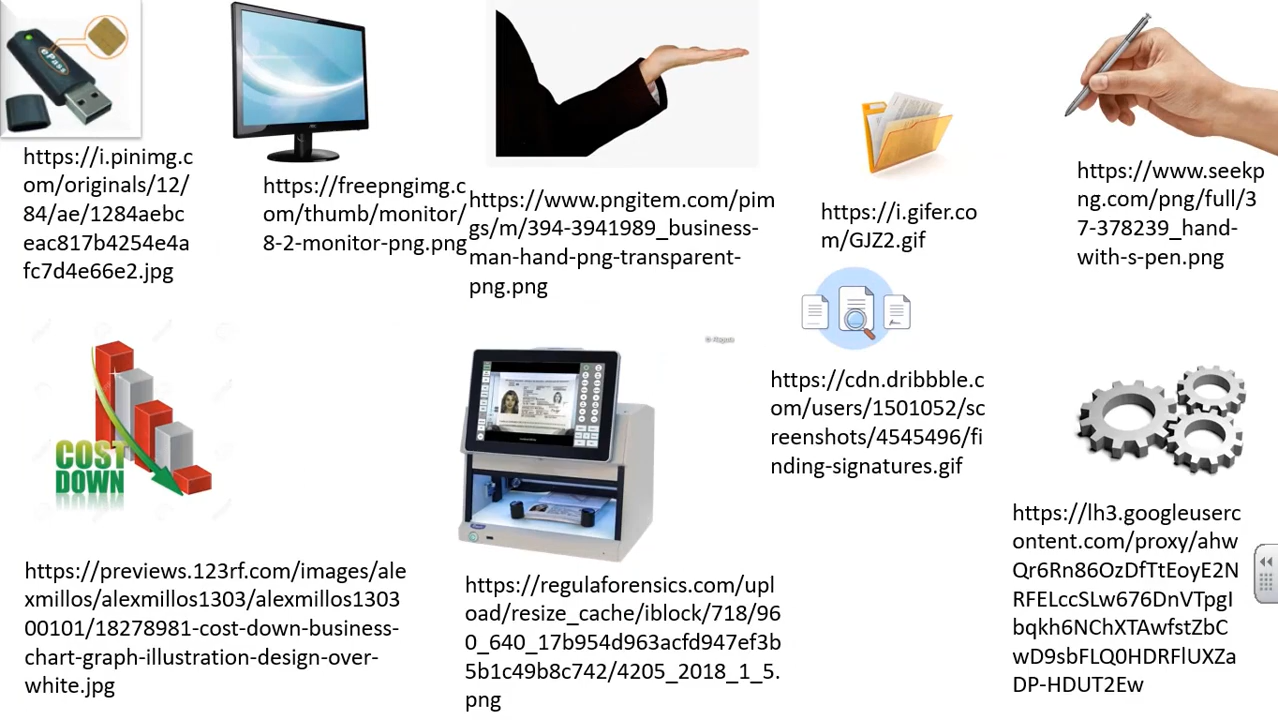 ePass
https://i.pinimg.c
om/originals/12/
84/ae/1284aebc
eac817b4254e4a
fc7d4e66e2.jpg
https://freepngimg.c
om/thumb/monitor/
8-2-monitor-png.png
https://www.pngitem.com/pim
gs/m/394-3941989_business-
man-hand-png-transparent-
png.png
https://i.gifer.co
m/GJZ2.gif
https://www.seekp
ng.com/png/full/3
7-378239_hand-
with-s-pen.png
COST
DOWN
https://previews.123rf.com/images/ale
xmillos/alexmillos1303/alexmillos1303
00101/18278981-cost-down-business-
chart-graph-illustration-design-over-
white.jpg
© Regula
https://regulaforensics.com/upl
oad/resize_cache/iblock/718/96
0_640_17b954d963acfd947ef3b
5b1c49b8c742/4205_2018_1_5.
png
https://cdn.dribbble.c
om/users/1501052/sc
reenshots/4545496/fi
nding-signatures.gif
https://lh3.googleuserc
ontent.com/proxy/ahw
Qr6Rn86OzDfTtEoyE2N
RFELccSLw676DnVTpgI
bqkh6NChXTAwfstZbC
wD9sbFLQ0HDRFlUXZa
DP-HDUT2Ew